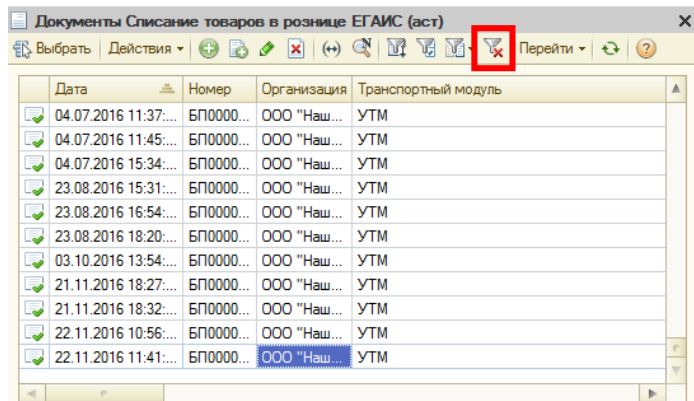 Документы Списание товаров в рознице ЕГАИС (аст)
Выбрать Действия Перейти
Дата Номер Организация Транспортный модуль
04.07.2016 11:37:... БП0000... ООО "Наш... УТМ
04.07.2016 11:45:... БП0000... ООО "Наш... УТМ
04.07.2016 15:34:... БП0000... ООО "Наш... УТМ
23.08.2016 15:31:... БП0000... ООО "Наш... УТМ
23.08.2016 16:54:... БП0000... ООО "Наш... УТМ
23.08.2016 18:20:... БП0000... ООО "Наш... УТМ
03.10.2016 13:54:... БП0000... ООО "Наш... УТМ
21.11.2016 18:27:... БП0000... ООО "Наш... УТМ
21.11.2016 18:32:... БП0000... ООО "Наш... УТМ
22.11.2016 10:56:... БП0000... ООО "Наш... УТМ
22.11.2016 11:41:... БП0000... ООО "Наш... УТМ